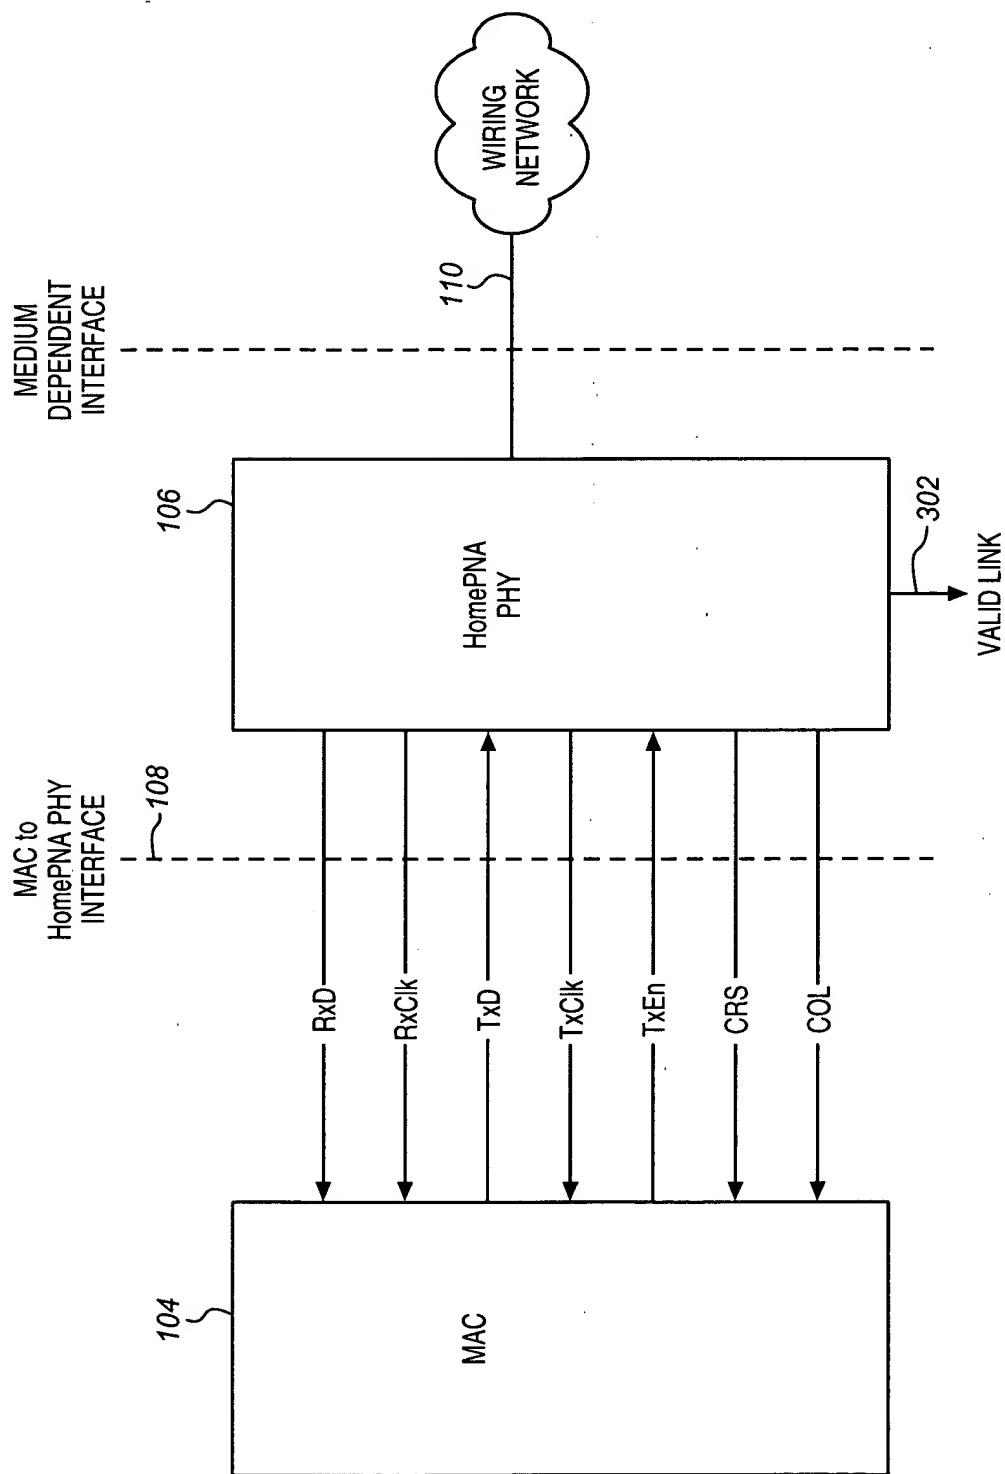 MAC to
HomePNA PHY
INTERFACE
108
MEDIUM
DEPENDENT
INTERFACE
104
MAC
RxD
RxClk
TxD
TxClk
TxEn
CRS
COL
106
HomePNA
PHY
110
WIRING
NETWORK
302
VALID LINK